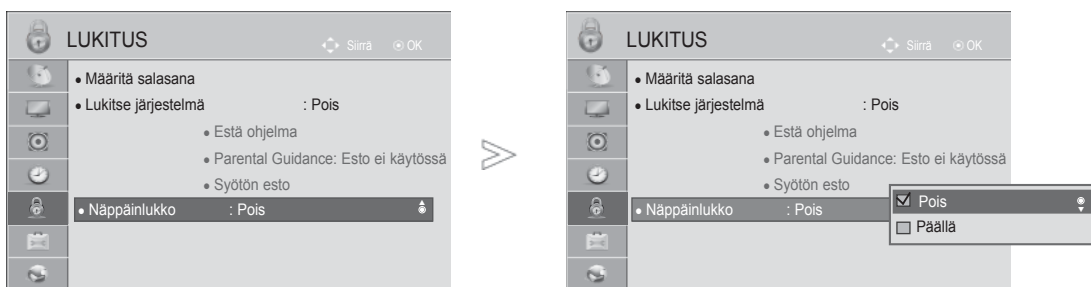 LUKITUS
Siirrä OK
• Määritä salasana
• Lukitse järjestelmä : Pois
• Estä ohjelma
• Parental Guidance: Esto ei käytössä
• Syötön esto
• Näppäinlukko : Pois
LUKITUS
Siirrä OK
• Määritä salasana
• Lukitse järjestelmä : Pois
• Estä ohjelma
• Parental Guidance: Esto ei käytössä
• Syötön esto
• Näppäinlukko : Pois
Pois
Päällä